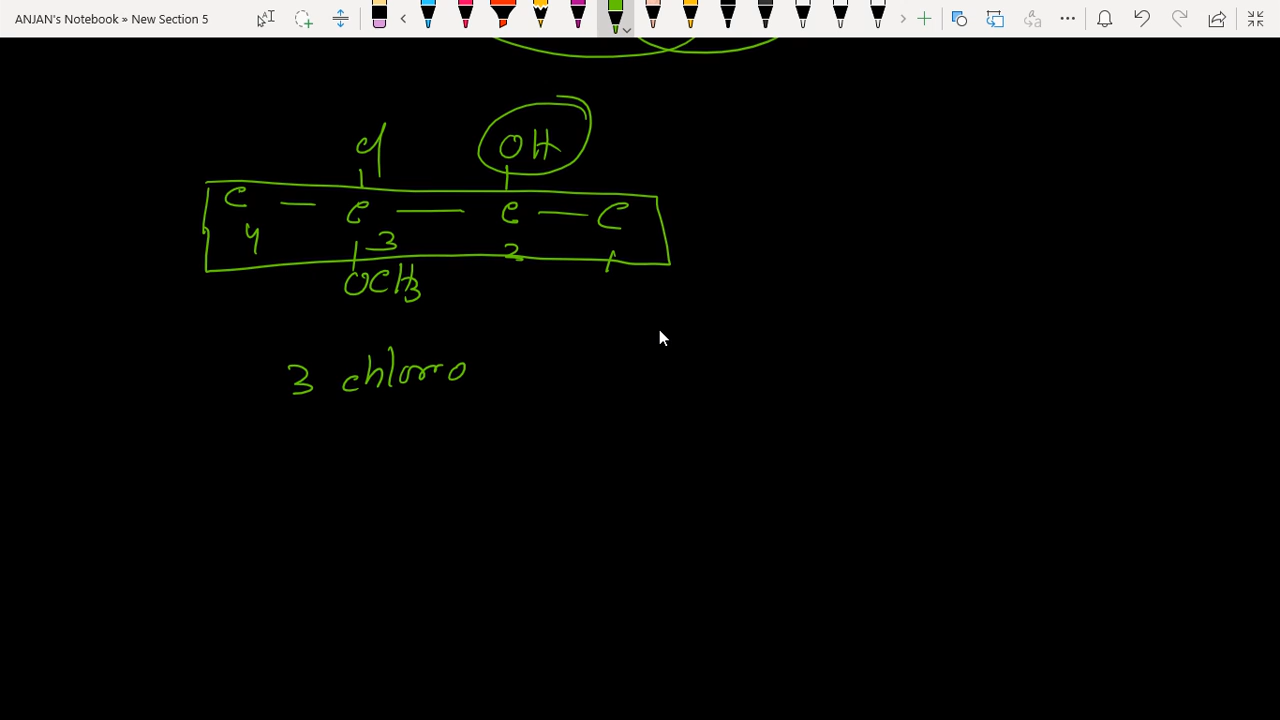 ANJAN's Notebook » New Section 5
Cl OH
C — C — C — C
4 3 2 1
OCH3
3 chloro